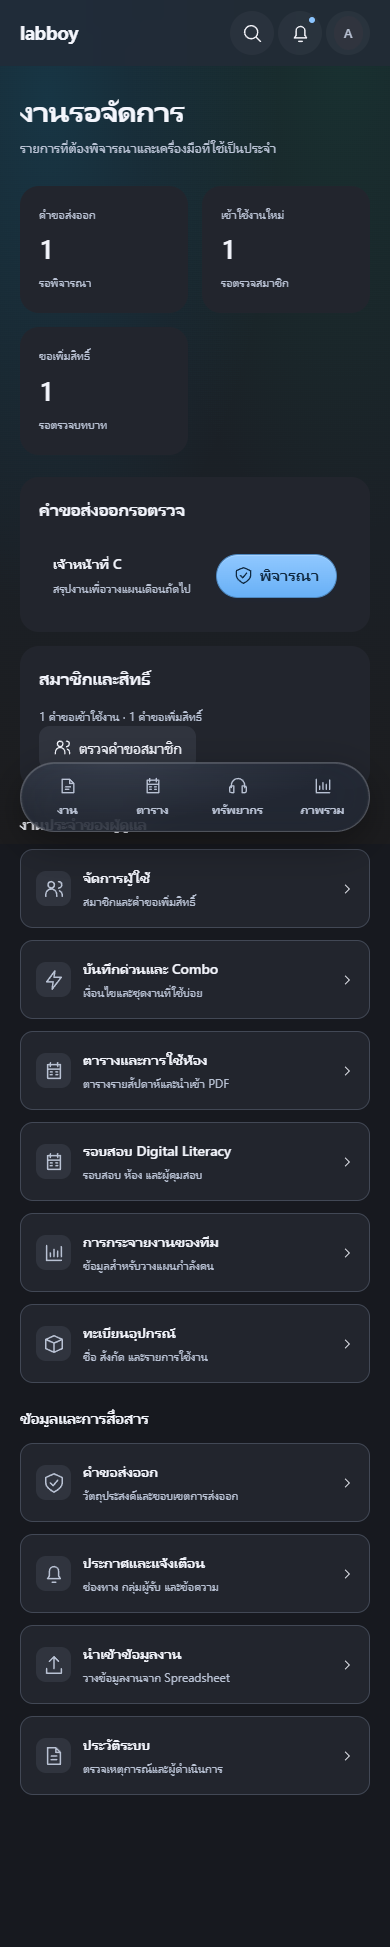 labboy
A
งานรอจัดการ
รายการที่ต้องพิจารณาและเครื่องมือที่ใช้เป็นประจำ
คำขอส่งออก
1
รอพิจารณา
เข้าใช้งานใหม่
1
รอตรวจสมาชิก
ขอเพิ่มสิทธิ์
1
รอตรวจบทบาท
คำขอส่งออกรอตรวจ
เจ้าหน้าที่ C
สรุปงานเพื่อวางแผนเดือนถัดไป
พิจารณา
สมาชิกและสิทธิ์
1 คำขอเข้าใช้งาน · 1 คำขอเพิ่มสิทธิ์
ตรวจคำขอสมาชิก
งาน
ตาราง
ทรัพยากร
ภาพรวม
งานประจำของผู้ดูแล
จัดการผู้ใช้
สมาชิกและคำขอเพิ่มสิทธิ์
บันทึกด่วนและ Combo
เงื่อนไขและชุดงานที่ใช้บ่อย
ตารางและการใช้ห้อง
ตารางรายสัปดาห์และนำเข้า PDF
รอบสอบ Digital Literacy
รอบสอบ ห้อง และผู้คุมสอบ
การกระจายงานของทีม
ข้อมูลสำหรับวางแผนกำลังคน
ทะเบียนอุปกรณ์
ชื่อ สังกัด และรายการใช้งาน
ข้อมูลและการสื่อสาร
คำขอส่งออก
วัตถุประสงค์และขอบเขตการส่งออก
ประกาศและแจ้งเตือน
ช่องทาง กลุ่มผู้รับ และข้อความ
นำเข้าข้อมูลงาน
วางข้อมูลงานจาก Spreadsheet
ประวัติระบบ
ตรวจเหตุการณ์และผู้ดำเนินการ